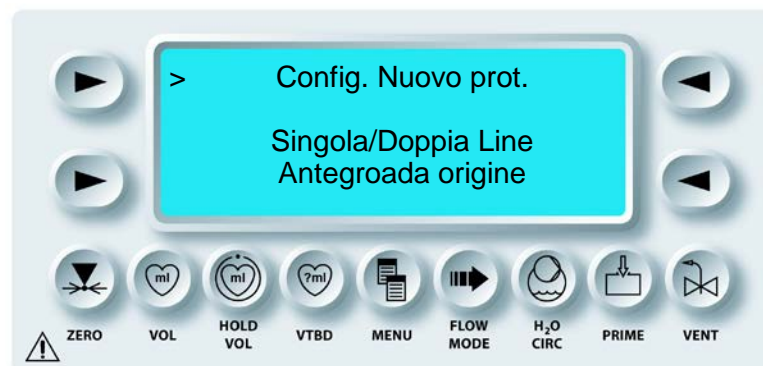 > Config. Nuovo prot.
Singola/Doppia Line
Antegroada origine
ml
ml
?ml
ZERO
VOL
HOLD
VOL
VTBD
MENU
FLOW
MODE
H₂O
CIRC
PRIME
VENT